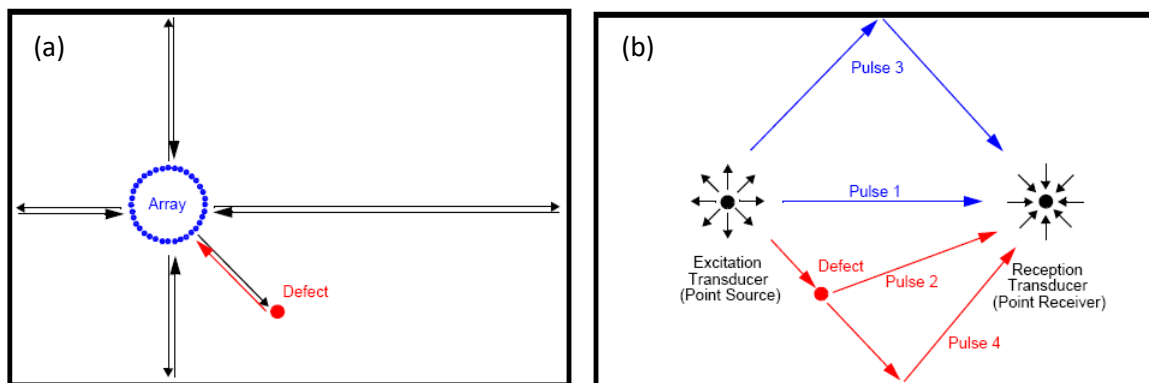 (a)
Array
Defect
(b)
Pulse 3
Pulse 1
Excitation
Transducer
(Point Source)
Defect
Pulse 2
Reception
Transducer
(Point Receiver)
Pulse 4